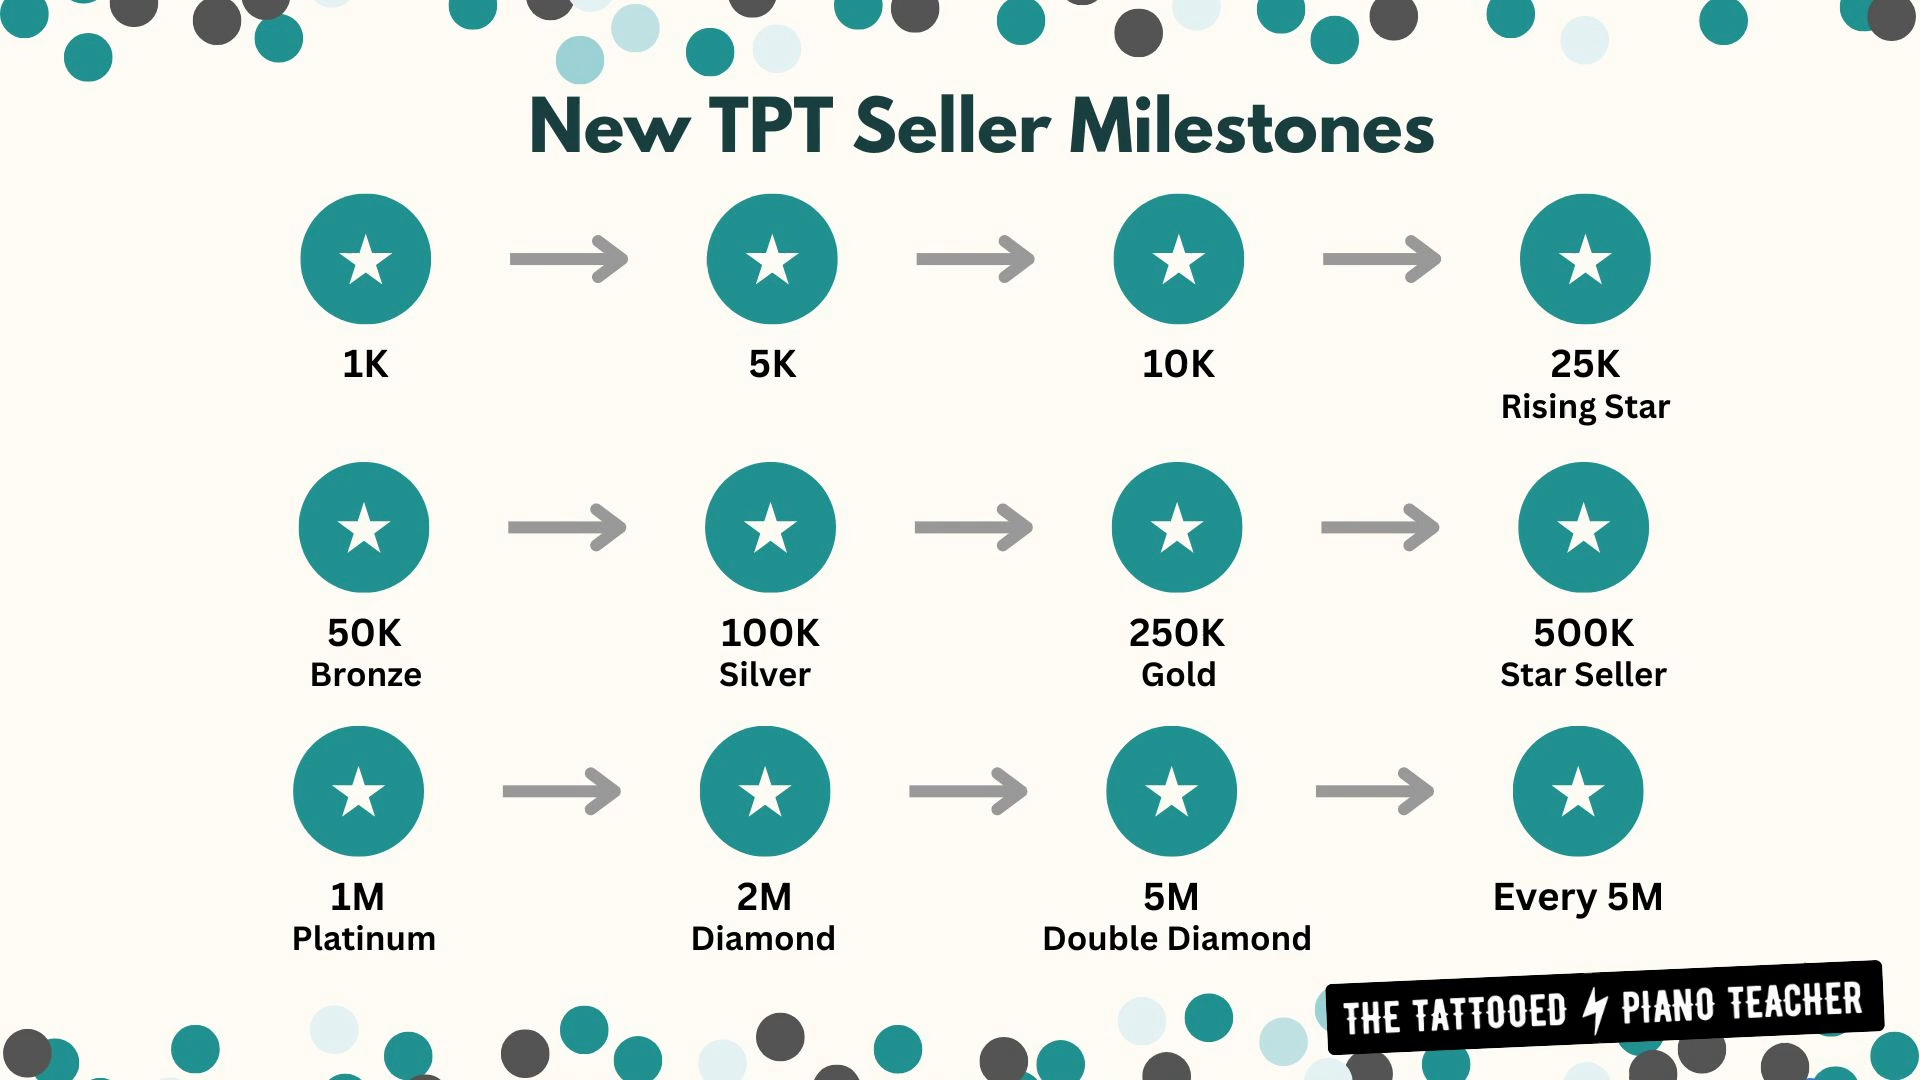 New TPT Seller Milestones
1K
5K
10K
25K
Rising Star
50K
Bronze
100K
Silver
250K
Gold
500K
Star Seller
1M
Platinum
2M
Diamond
5M
Double Diamond
Every 5M
THE TATTOOED PIANO TEACHER